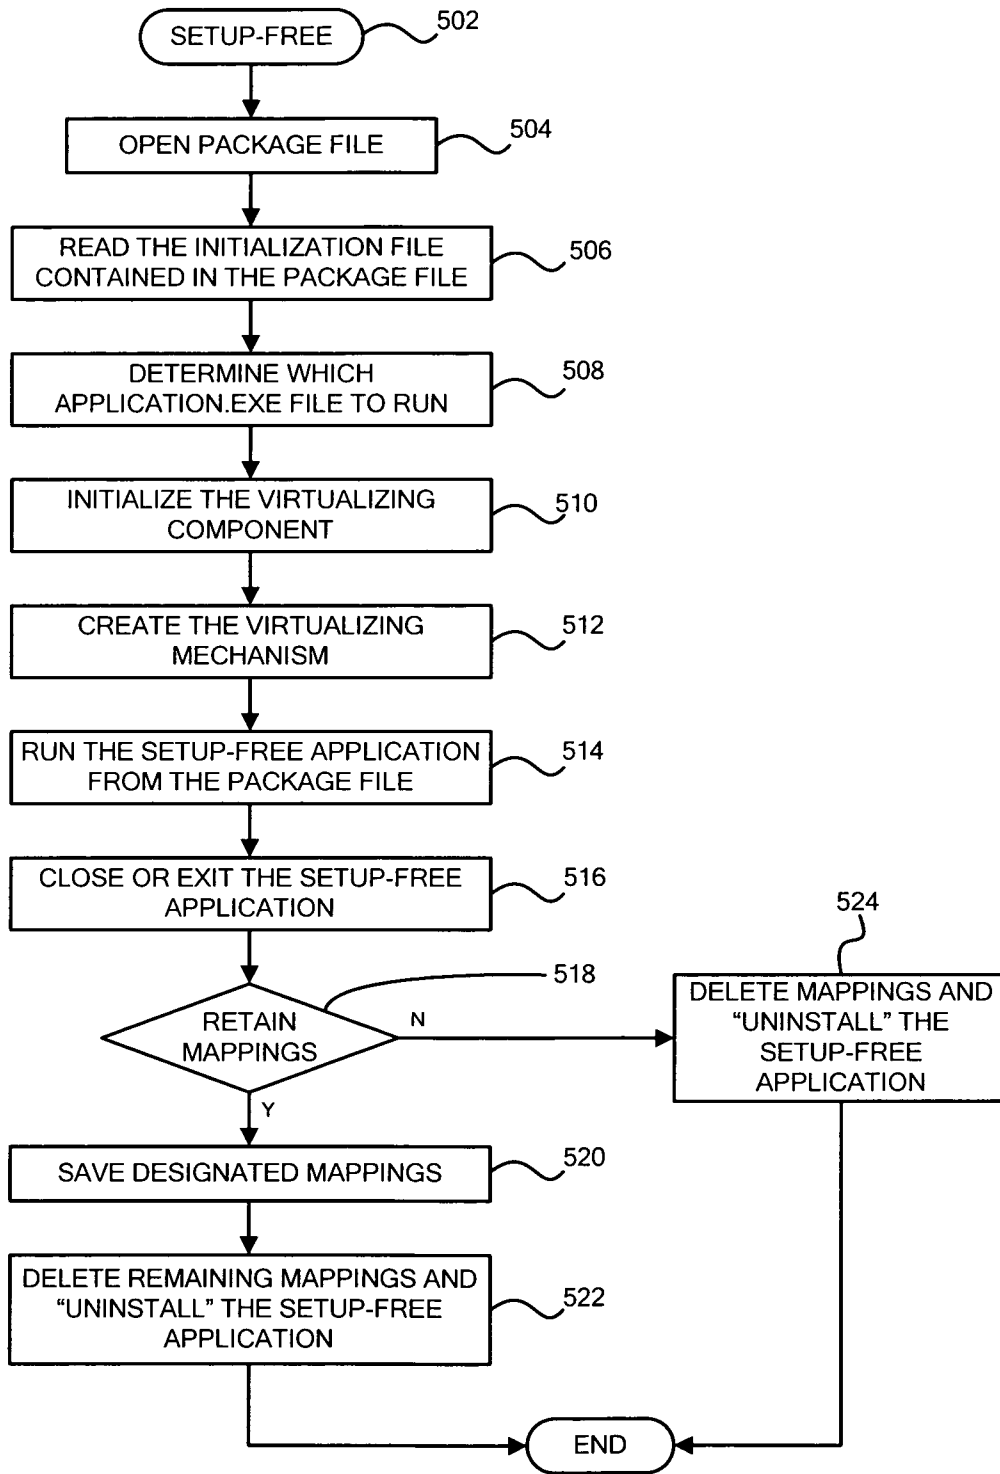 SETUP-FREE
502
OPEN PACKAGE FILE
504
READ THE INITIALIZATION FILE
CONTAINED IN THE PACKAGE FILE
506
DETERMINE WHICH
APPLICATION.EXE FILE TO RUN
508
INITIALIZE THE VIRTUALIZING
COMPONENT
510
CREATE THE VIRTUALIZING
MECHANISM
512
RUN THE SETUP-FREE APPLICATION
FROM THE PACKAGE FILE
514
CLOSE OR EXIT THE SETUP-FREE
APPLICATION
516
RETAIN
MAPPINGS
518
N
524
DELETE MAPPINGS AND
“UNINSTALL” THE
SETUP-FREE
APPLICATION
Y
SAVE DESIGNATED MAPPINGS
520
DELETE REMAINING MAPPINGS AND
“UNINSTALL” THE SETUP-FREE
APPLICATION
522
END